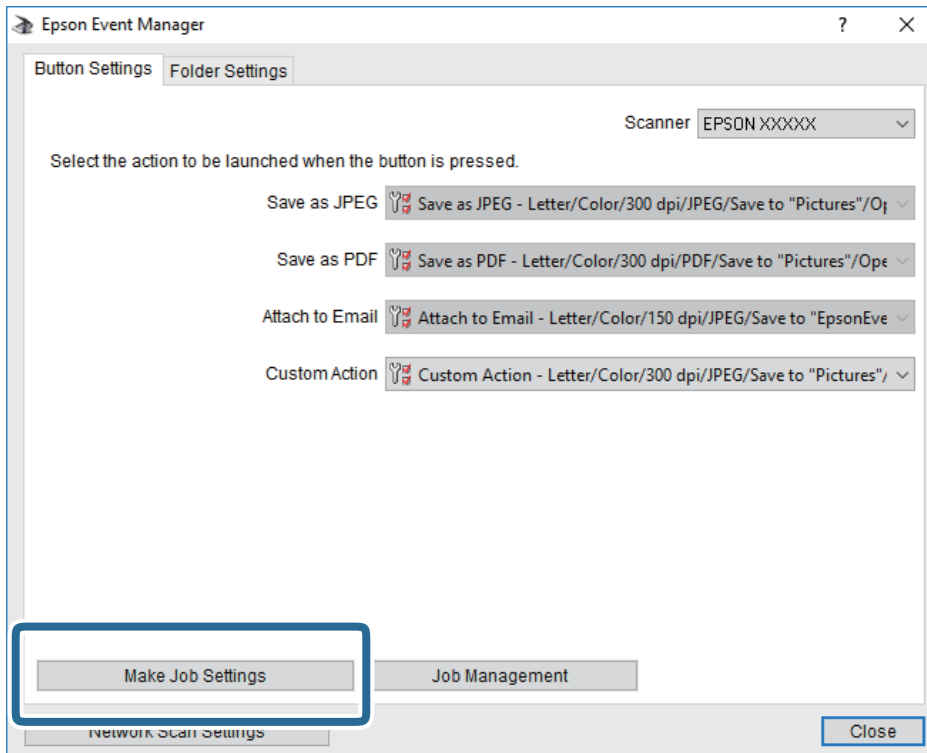 Epson Event Manager
Button Settings
Folder Settings
Scanner EPSON XXXXX
Select the action to be launched when the button is pressed.
Save as JPEG Save as JPEG - Letter/Color/300 dpi/JPEG/Save to "Pictures"/Op
Save as PDF Save as PDF - Letter/Color/300 dpi/PDF/Save to "Pictures"/Ope
Attach to Email Attach to Email - Letter/Color/150 dpi/JPEG/Save to "EpsonEve
Custom Action Custom Action - Letter/Color/300 dpi/JPEG/Save to "Pictures"/
Make Job Settings
Job Management
Network Scan Settings
Close